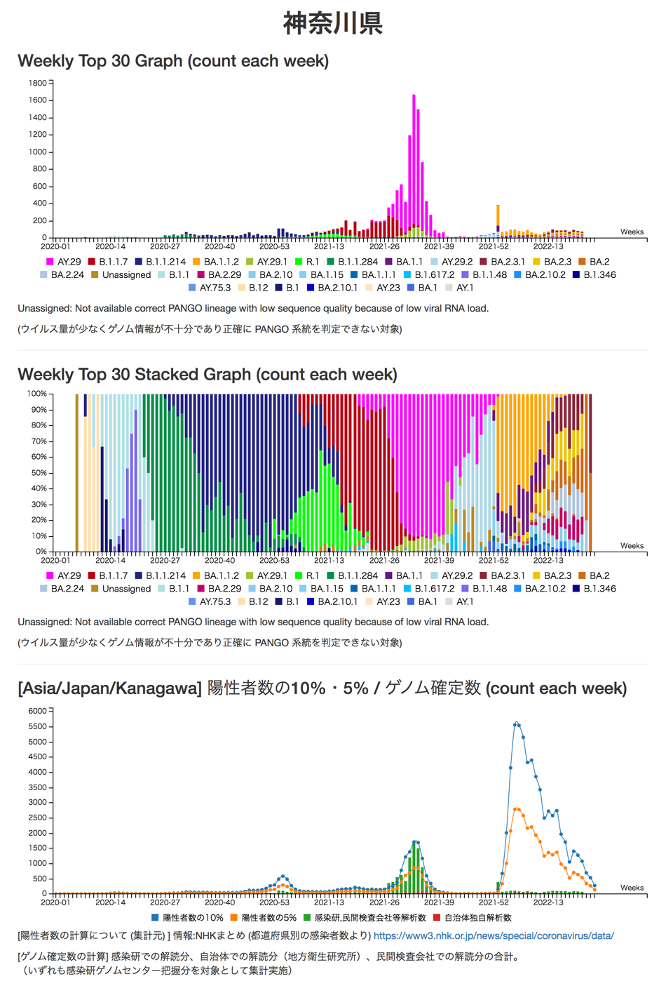 神奈川県
Weekly Top 30 Graph (count each week)
1800
1600
1400
1200
1000
800
600
400
200
0
Weeks
2020-01 2020-14 2020-27 2020-40 2020-53 2021-13 2021-26 2021-39 2021-52 2022-13
AY.29 B.1.1.7 B.1.1.214 BA.1.1.2 AY.29.1 R.1 B.1.1.284 BA.1.1 AY.29.2 BA.2.3.1 BA.2.3 BA.2
BA.2.24 Unassigned B.1.1 BA.2.29 BA.2.10 BA.1.15 BA.1.1.1 B.1.617.2 B.1.1.48 BA.2.10.2 B.1.346
AY.75.3 B.12 B.1 BA.2.10.1 AY.23 BA.1 AY.1
Unassigned: Not available correct PANGO lineage with low sequence quality because of low viral RNA load.
(ウイルス量が少なくゲノム情報が不十分であり正確に PANGO 系統を判定できない対象)
Weekly Top 30 Stacked Graph (count each week)
100%
90%
80%
70%
60%
50%
40%
30%
20%
10%
0%
Weeks
2020-01 2020-14 2020-27 2020-40 2020-53 2021-13 2021-26 2021-39 2021-52 2022-13
AY.29 B.1.1.7 B.1.1.214 BA.1.1.2 AY.29.1 R.1 B.1.1.284 BA.1.1 AY.29.2 BA.2.3.1 BA.2.3 BA.2
BA.2.24 Unassigned B.1.1 BA.2.29 BA.2.10 BA.1.15 BA.1.1.1 B.1.617.2 B.1.1.48 BA.2.10.2 B.1.346
AY.75.3 B.12 B.1 BA.2.10.1 AY.23 BA.1 AY.1
Unassigned: Not available correct PANGO lineage with low sequence quality because of low viral RNA load.
(ウイルス量が少なくゲノム情報が不十分であり正確に PANGO 系統を判定できない対象)
[Asia/Japan/Kanagawa] 陽性者数の10%・5% / ゲノム確定数 (count each week)
6000
5500
5000
4500
4000
3500
3000
2500
2000
1500
1000
500
0
Weeks
2020-01 2020-14 2020-27 2020-40 2020-53 2021-13 2021-26 2021-39 2021-52 2022-13
陽性者数の10% 陽性者数の5% 感染研,民間検査会社等解析数 自治体独自解析数
[陽性者数の計算について (集計元) ] 情報:NHKまとめ (都道府県別の感染者数より) https://www3.nhk.or.jp/news/special/coronavirus/data/
[ゲノム確定数の計算] 感染研での解読分、自治体での解読分（地方衛生研究所）、民間検査会社での解読分の合計。
（いずれも感染研ゲノムセンター把握分を対象として集計実施）